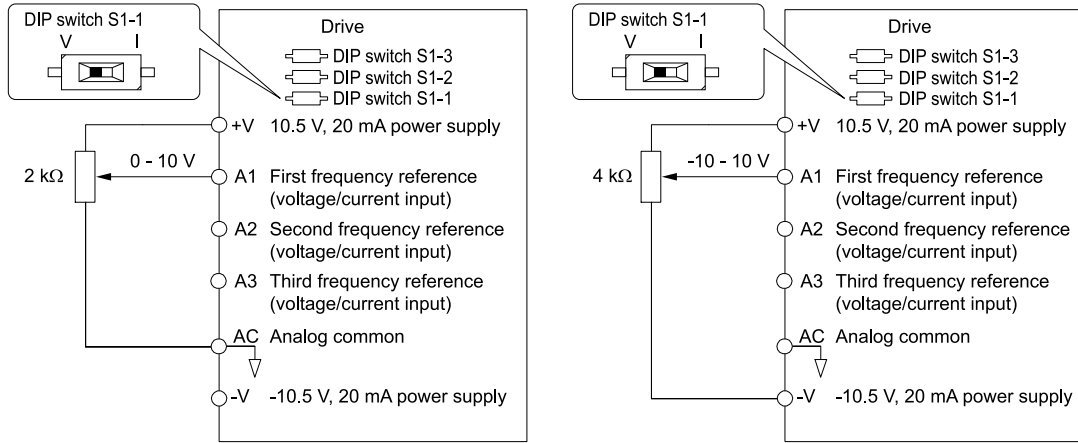 DIP switch S1-1
V I
Drive
DIP switch S1-3
DIP switch S1-2
DIP switch S1-1
+V 10.5 V, 20 mA power supply
2 kΩ
0 - 10 V
A1 First frequency reference
(voltage/current input)
A2 Second frequency reference
(voltage/current input)
A3 Third frequency reference
(voltage/current input)
AC Analog common
-V -10.5 V, 20 mA power supply
DIP switch S1-1
V I
Drive
DIP switch S1-3
DIP switch S1-2
DIP switch S1-1
+V 10.5 V, 20 mA power supply
4 kΩ
-10 - 10 V
A1 First frequency reference
(voltage/current input)
A2 Second frequency reference
(voltage/current input)
A3 Third frequency reference
(voltage/current input)
AC Analog common
-V -10.5 V, 20 mA power supply